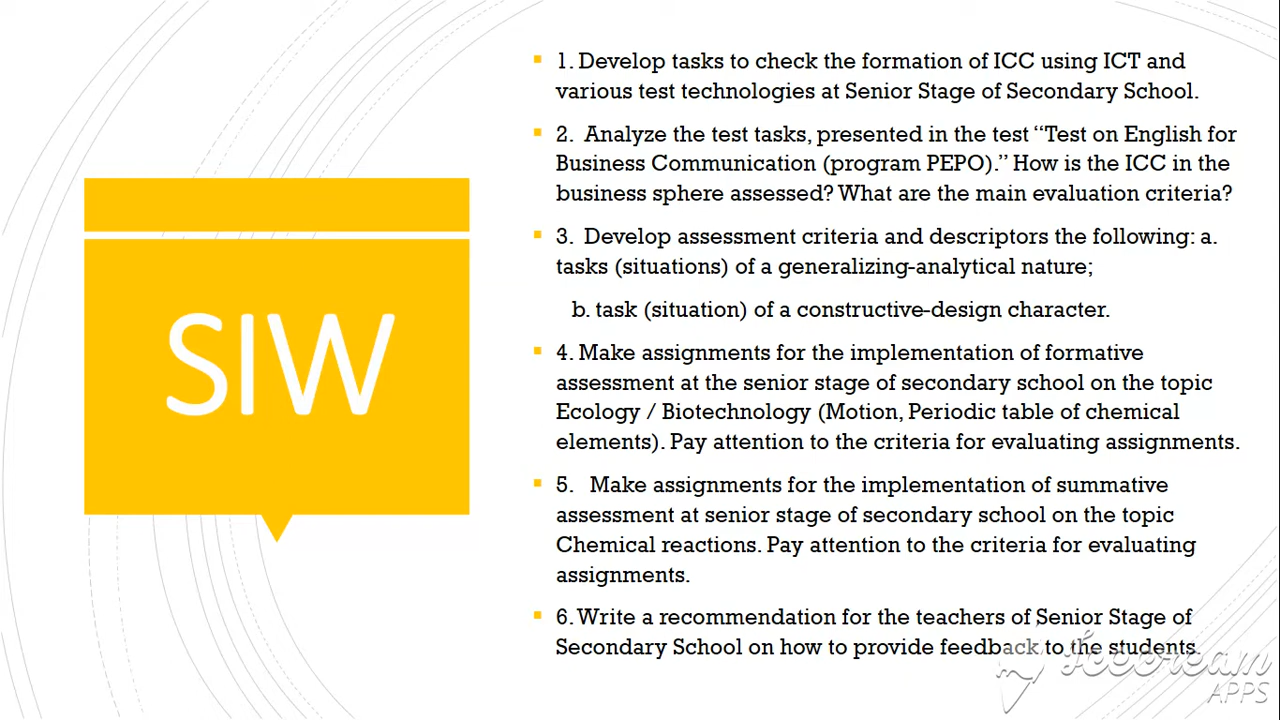 SIW
1. Develop tasks to check the formation of ICC using ICT and
various test technologies at Senior Stage of Secondary School.
2. Analyze the test tasks, presented in the test “Test on English for
Business Communication (program PEPO).” How is the ICC in the
business sphere assessed? What are the main evaluation criteria?
3. Develop assessment criteria and descriptors the following: a.
tasks (situations) of a generalizing-analytical nature;
b. task (situation) of a constructive-design character.
4. Make assignments for the implementation of formative
assessment at the senior stage of secondary school on the topic
Ecology / Biotechnology (Motion, Periodic table of chemical
elements). Pay attention to the criteria for evaluating assignments.
5. Make assignments for the implementation of summative
assessment at senior stage of secondary school on the topic
Chemical reactions. Pay attention to the criteria for evaluating
assignments.
6. Write a recommendation for the teachers of Senior Stage of
Secondary School on how to provide feedback to the students.
Icecream
APPS